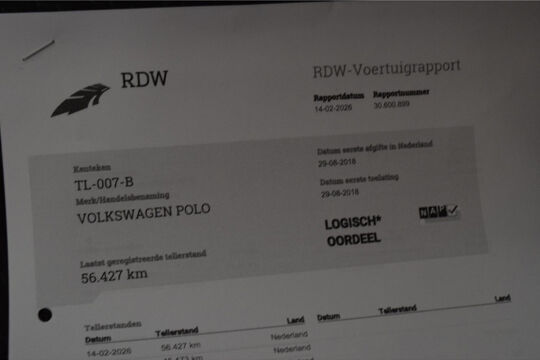 RDW
RDW-Voertuigrapport
Rapportdatum Rapportnummer
14-02-2026 30.600.899
Kenteken
TL-007-B
Merk/Handelsbenaming
VOLKSWAGEN POLO
Datum eerste afgifte in Nederland
29-08-2018
Datum eerste toelating
29-08-2018
LOGISCH*
OORDEEL
NAP
Laatst geregistreerde tellerstand
56.427 km
Tellerstanden
Datum Tellerstand Land Datum Tellerstand Land
14-02-2026 56.427 km Nederland
Nederland